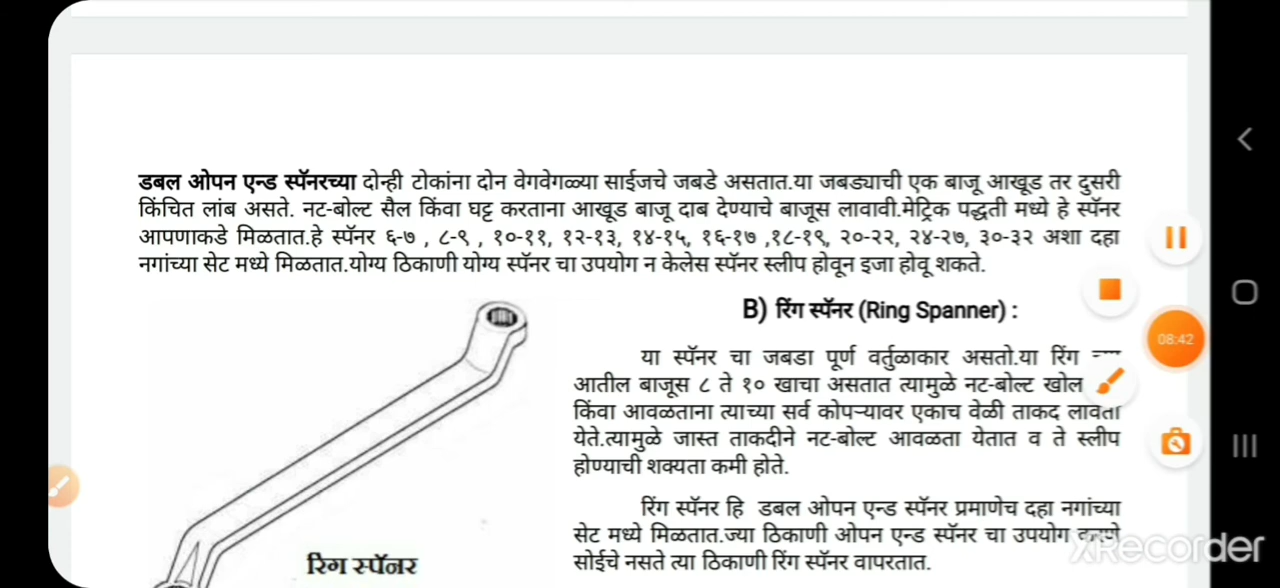 डबल ओपन एन्ड स्पॅनरच्या दोन्ही टोकांना दोन वेगवेगळ्या साईजचे जबडे असतात.या जबड्याची एक बाजू आखूड तर दुसरी
किंचित लांब असते. नट-बोल्ट सैल किंवा घट्ट करताना आखूड बाजू दाब देण्याचे बाजूस लावावी.मेट्रिक पद्धती मध्ये हे स्पॅनर
आपणाकडे मिळतात.हे स्पॅनर ६-७ , ८-९ , १०-११, १२-१३, १४-१५, १६-१७ ,१८-१९, २०-२२, २४-२७, ३०-३२ अशा दहा
नगांच्या सेट मध्ये मिळतात.योग्य ठिकाणी योग्य स्पॅनर चा उपयोग न केलेस स्पॅनर स्लीप होवून इजा होवू शकते.
B) रिंग स्पॅनर (Ring Spanner) :
08:42
या स्पॅनर चा जबडा पूर्ण वर्तुळाकार असतो.या रिंग
आतील बाजूस ८ ते १० खाचा असतात त्यामुळे नट-बोल्ट खोल
किंवा आवळताना त्याच्या सर्व कोपऱ्यावर एकाच वेळी ताकद लावता
येते.त्यामुळे जास्त ताकदीने नट-बोल्ट आवळता येतात व ते स्लीप
होण्याची शक्यता कमी होते.
रिंग स्पॅनर हि डबल ओपन एन्ड स्पॅनर प्रमाणेच दहा नगांच्या
सेट मध्ये मिळतात.ज्या ठिकाणी ओपन एन्ड स्पॅनर चा उपयोग
सोईचे नसते त्या ठिकाणी रिंग स्पॅनर वापरतात.
रिंग स्पॅनर
XRecorder